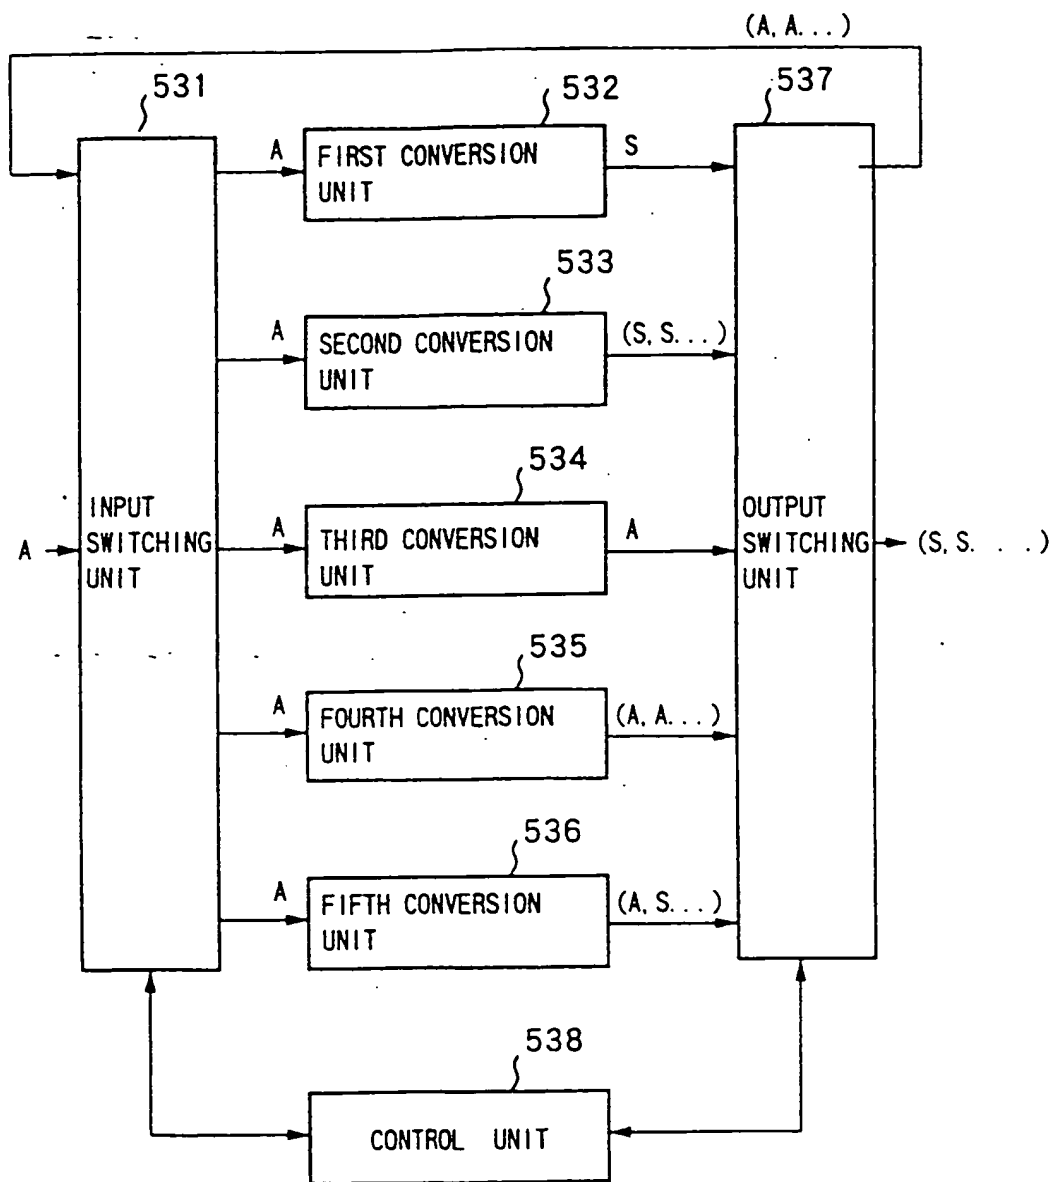 (A, A...)
531
532
537
A
FIRST CONVERSION
UNIT
S
533
A
SECOND CONVERSION
UNIT
(S, S...)
534
A
INPUT
SWITCHING
UNIT
A
THIRD CONVERSION
UNIT
A
OUTPUT
SWITCHING
UNIT
(S, S. . . .)
535
A
FOURTH CONVERSION
UNIT
(A, A...)
536
A
FIFTH CONVERSION
UNIT
(A, S...)
538
CONTROL UNIT